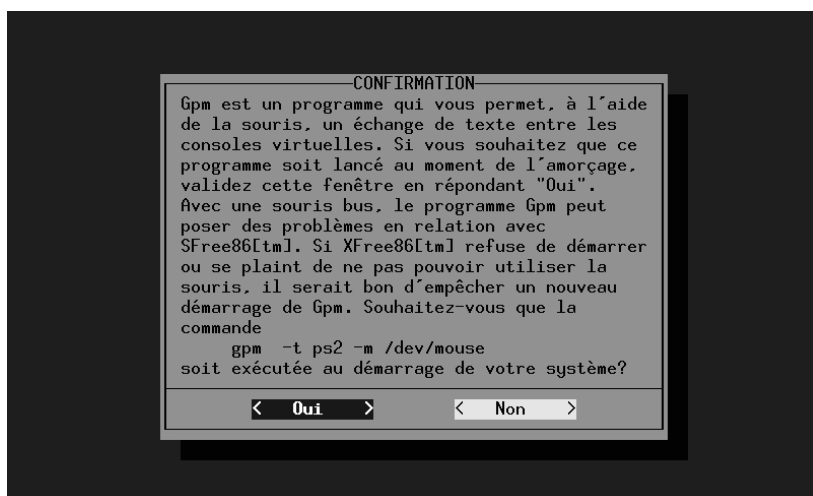 CONFIRMATION
Gpm est un programme qui vous permet, à l´aide
de la souris, un échange de texte entre les
consoles virtuelles. Si vous souhaitez que ce
programme soit lancé au moment de l´amorçage,
validez cette fenêtre en répondant "Oui".
Avec une souris bus, le programme Gpm peut
poser des problèmes en relation avec
SFree86[tm]. Si XFree86[tm] refuse de démarrer
ou se plaint de ne pas pouvoir utiliser la
souris, il serait bon d´empêcher un nouveau
démarrage de Gpm. Souhaitez-vous que la
commande
gpm -t ps2 -m /dev/mouse
soit exécutée au démarrage de votre système?
< Oui > < Non >